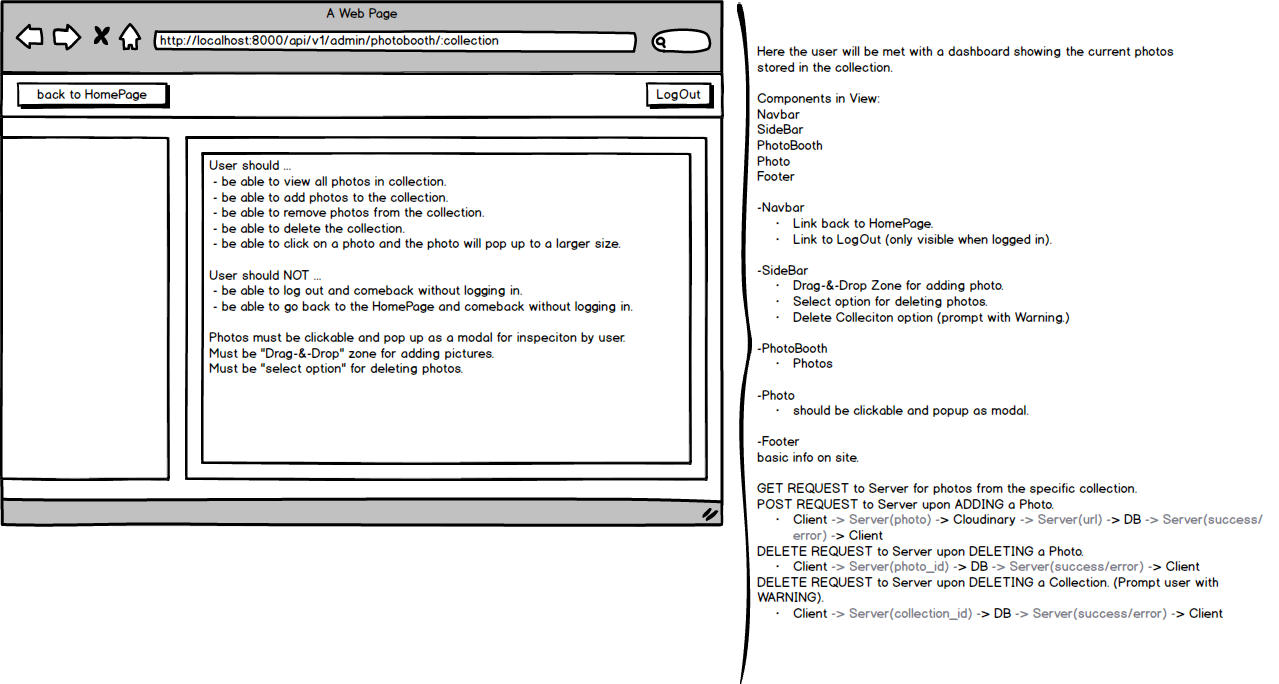 A Web Page
http://localhost:8000/api/v1/admin/photobooth/:collection
back to HomePage
LogOut
User should ...
- be able to view all photos in collection.
- be able to add photos to the collection.
- be able to remove photos from the collection.
- be able to delete the collection.
- be able to click on a photo and the photo will pop up to a larger size.
User should NOT ...
- be able to log out and comeback without logging in.
- be able to go back to the HomePage and comeback without logging in.
Photos must be clickable and pop up as a modal for inspeciton by user.
Must be "Drag-&-Drop" zone for adding pictures.
Must be "select option" for deleting photos.
Here the user will be met with a dashboard showing the current photos
stored in the collection.
Components in View:
Navbar
SideBar
PhotoBooth
Photo
Footer
-Navbar
· Link back to HomePage.
· Link to LogOut (only visible when logged in).
-SideBar
· Drag-&-Drop Zone for adding photo.
· Select option for deleting photos.
· Delete Colleciton option (prompt with Warning.)
-PhotoBooth
· Photos
-Photo
· should be clickable and popup as modal.
-Footer
basic info on site.
GET REQUEST to Server for photos from the specific collection.
POST REQUEST to Server upon ADDING a Photo.
· Client -> Server(photo) -> Cloudinary -> Server(url) -> DB -> Server(success/
error) -> Client
DELETE REQUEST to Server upon DELETING a Photo.
· Client -> Server(photo_id) -> DB -> Server(success/error) -> Client
DELETE REQUEST to Server upon DELETING a Collection. (Prompt user with
WARNING).
· Client -> Server(collection_id) -> DB -> Server(success/error) -> Client